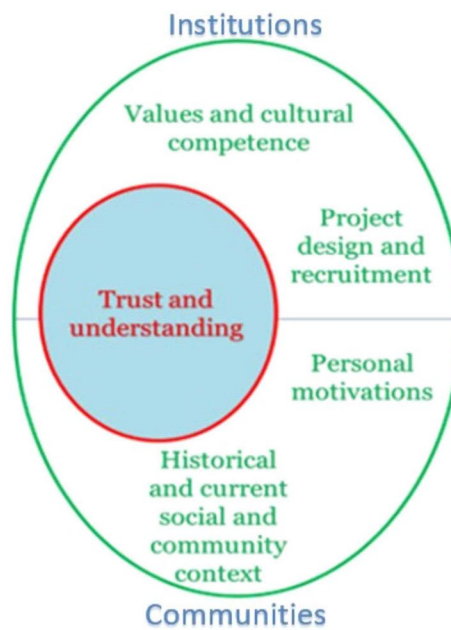 Institutions
Values and cultural
competence
Project
design and
recruitment
Trust and
understanding
Personal
motivations
Historical
and current
social and
community
context
Communities